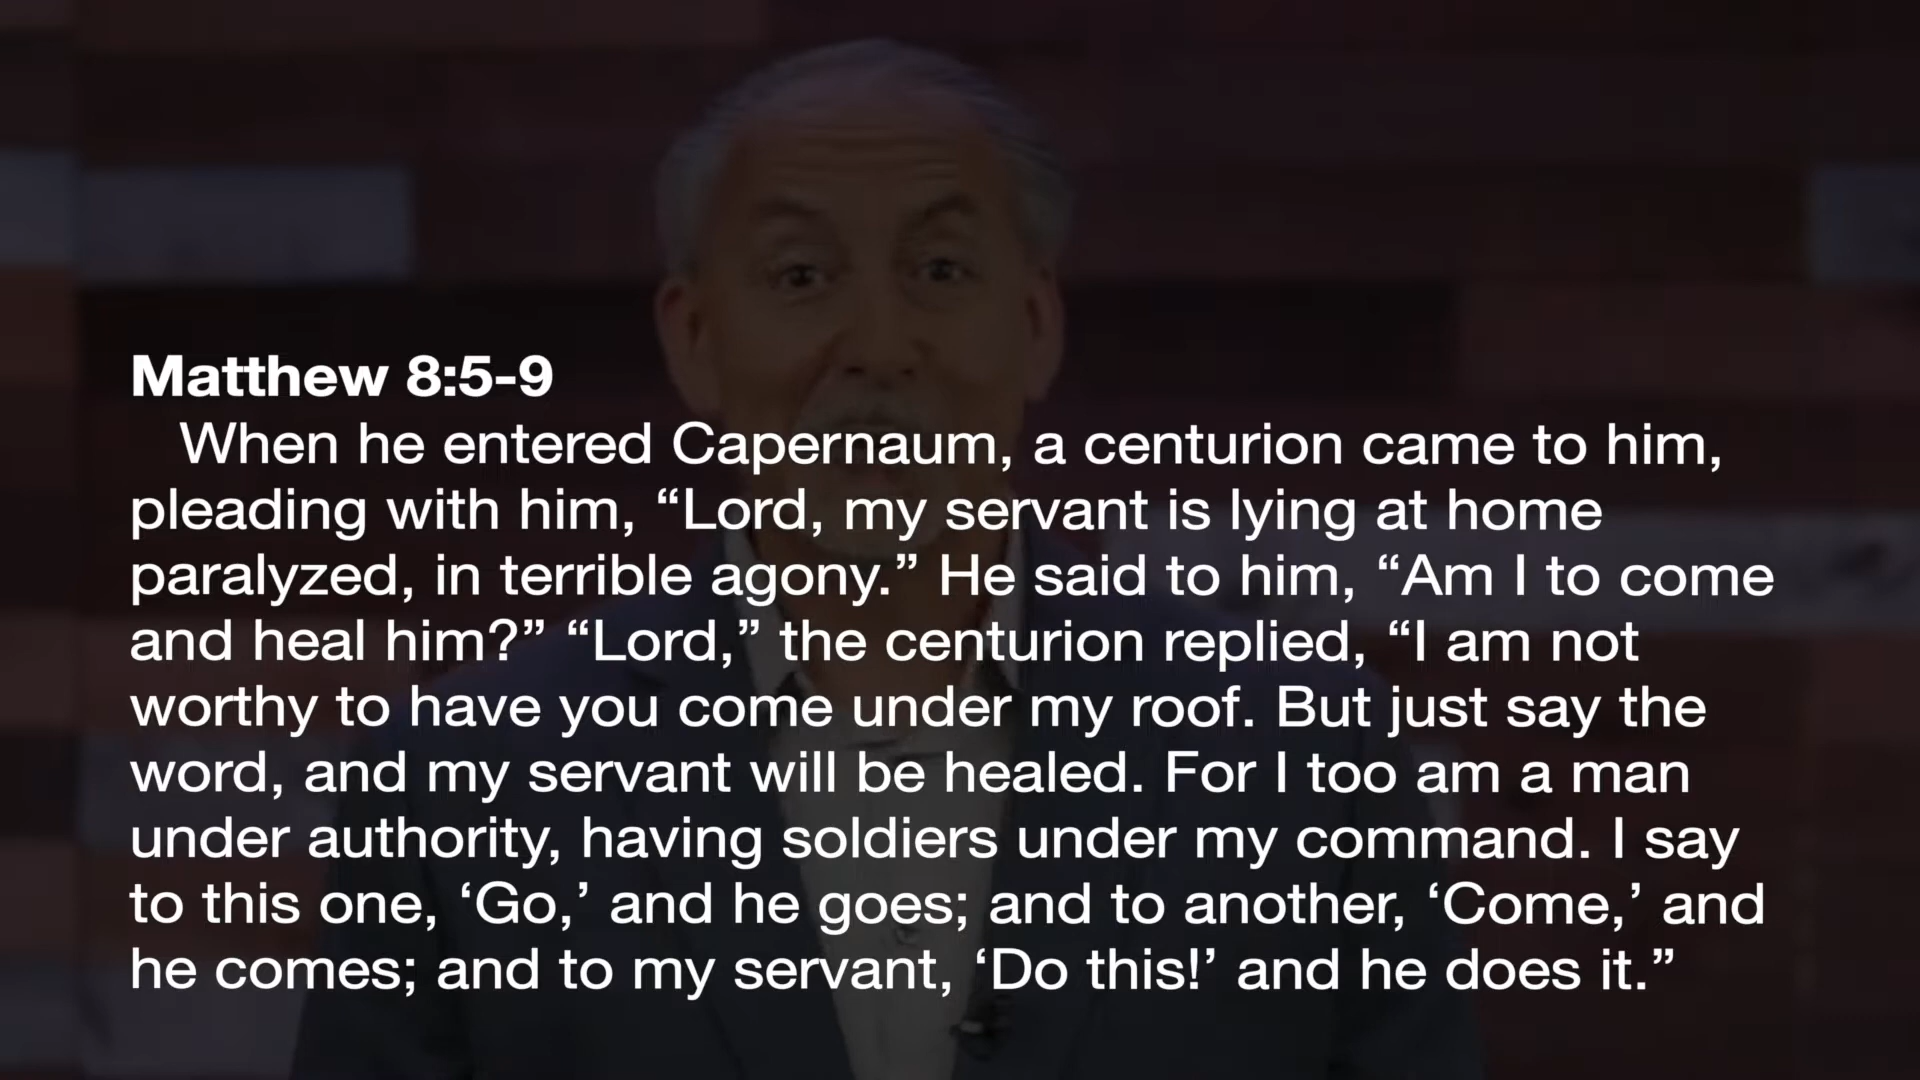 Matthew 8:5-9
When he entered Capernaum, a centurion came to him,
pleading with him, “Lord, my servant is lying at home
paralyzed, in terrible agony.” He said to him, “Am I to come
and heal him?” “Lord,” the centurion replied, “I am not
worthy to have you come under my roof. But just say the
word, and my servant will be healed. For I too am a man
under authority, having soldiers under my command. I say
to this one, ‘Go,’ and he goes; and to another, ‘Come,’ and
he comes; and to my servant, ‘Do this!’ and he does it.”